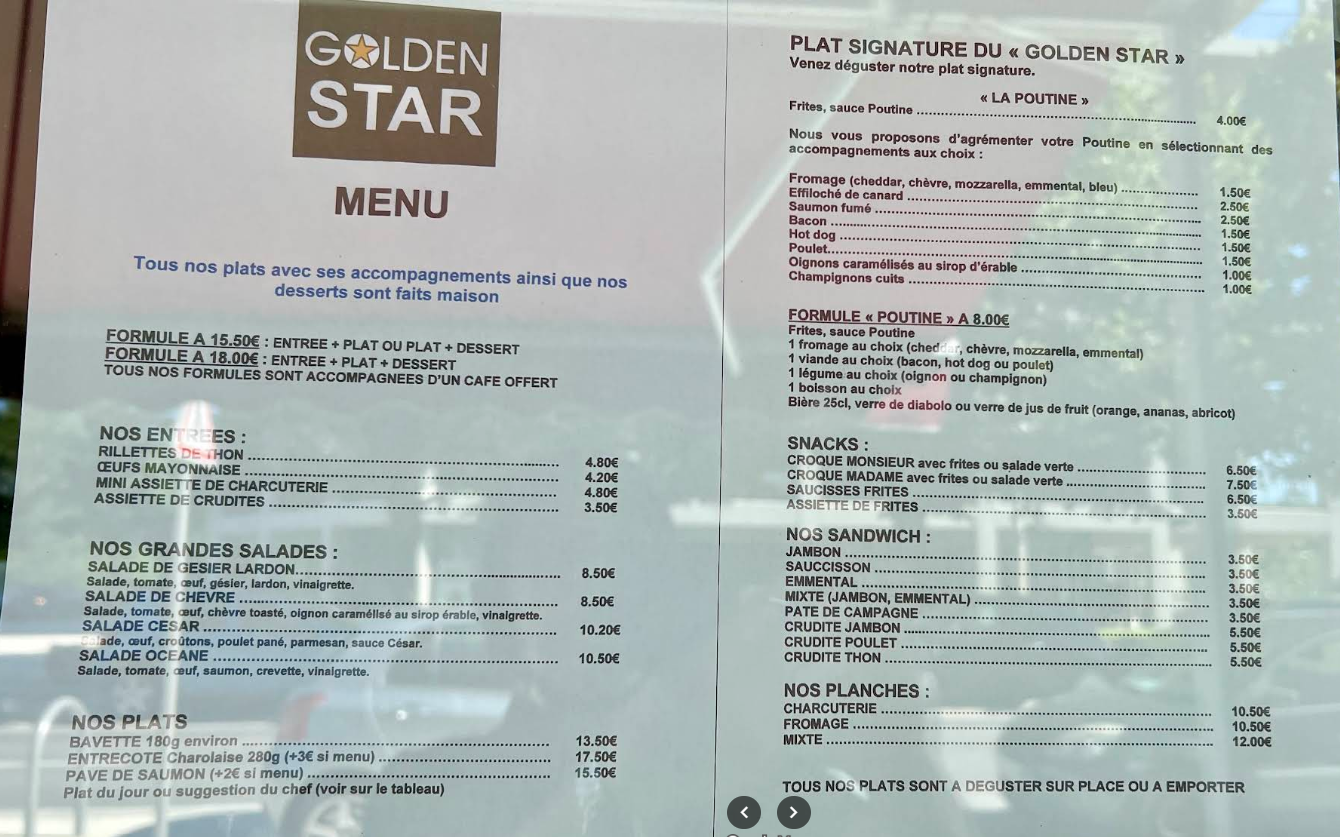 GOLDEN
STAR
MENU
Tous nos plats avec ses accompagnements ainsi que nos
desserts sont faits maison
FORMULE A 15.50€ : ENTREE + PLAT OU PLAT + DESSERT
FORMULE A 18.00€ : ENTREE + PLAT + DESSERT
TOUS NOS FORMULES SONT ACCOMPAGNEES D'UN CAFE OFFERT
NOS ENTREES :
RILLETTES DE THON ........ 4.80€
ŒUFS MAYONNAISE ........ 4.20€
MINI ASSIETTE DE CHARCUTERIE ........ 4.80€
ASSIETTE DE CRUDITES ........ 3.50€
NOS GRANDES SALADES :
SALADE DE GESIER LARDON ........ 8.50€
Salade, tomate, œuf, gésier, lardon, vinaigrette.
SALADE DE CHEVRE ........ 8.50€
Salade, tomate, œuf, chèvre toasté, oignon caramélisé au sirop érable, vinaigrette.
SALADE CESAR ........ 10.20€
Salade, œuf, croûtons, poulet pané, parmesan, sauce César.
SALADE OCEANE ........ 10.50€
Salade, tomate, œuf, saumon, crevette, vinaigrette.
NOS PLATS
BAVETTE 180g environ ........ 13.50€
ENTRECOTE Charolaise 280g (+3€ si menu) ........ 17.50€
PAVE DE SAUMON (+2€ si menu) ........ 15.50€
Plat du jour ou suggestion du chef (voir sur le tableau)
PLAT SIGNATURE DU « GOLDEN STAR »
Venez déguster notre plat signature.
« LA POUTINE »
Frites, sauce Poutine ........ 4.00€
Nous vous proposons d'agrémenter votre Poutine en sélectionnant des
accompagnements aux choix :
Fromage (cheddar, chèvre, mozzarella, emmental, bleu) ........ 1.50€
Effiloché de canard ........ 2.50€
Saumon fumé ........ 2.50€
Bacon ........ 1.50€
Hot dog ........ 1.50€
Poulet ........ 1.50€
Oignons caramélisés au sirop d'érable ........ 1.00€
Champignons cuits ........ 1.00€
FORMULE « POUTINE » A 8.00€
Frites, sauce Poutine
1 fromage au choix (cheddar, chèvre, mozzarella, emmental)
1 viande au choix (bacon, hot dog ou poulet)
1 légume au choix (oignon ou champignon)
1 boisson au choix
Bière 25cl, verre de diabolo ou verre de jus de fruit (orange, ananas, abricot)
SNACKS :
CROQUE MONSIEUR avec frites ou salade verte ........ 6.50€
CROQUE MADAME avec frites ou salade verte ........ 7.50€
SAUCISSES FRITES ........ 6.50€
ASSIETTE DE FRITES ........ 3.50€
NOS SANDWICH :
JAMBON ........ 3.50€
SAUCCISSON ........ 3.50€
EMMENTAL ........ 3.50€
MIXTE (JAMBON, EMMENTAL) ........ 3.50€
PATE DE CAMPAGNE ........ 3.50€
CRUDITE JAMBON ........ 5.50€
CRUDITE POULET ........ 5.50€
CRUDITE THON ........ 5.50€
NOS PLANCHES :
CHARCUTERIE ........ 10.50€
FROMAGE ........ 10.50€
MIXTE ........ 12.00€
TOUS NOS PLATS SONT A DEGUSTER SUR PLACE OU A EMPORTER